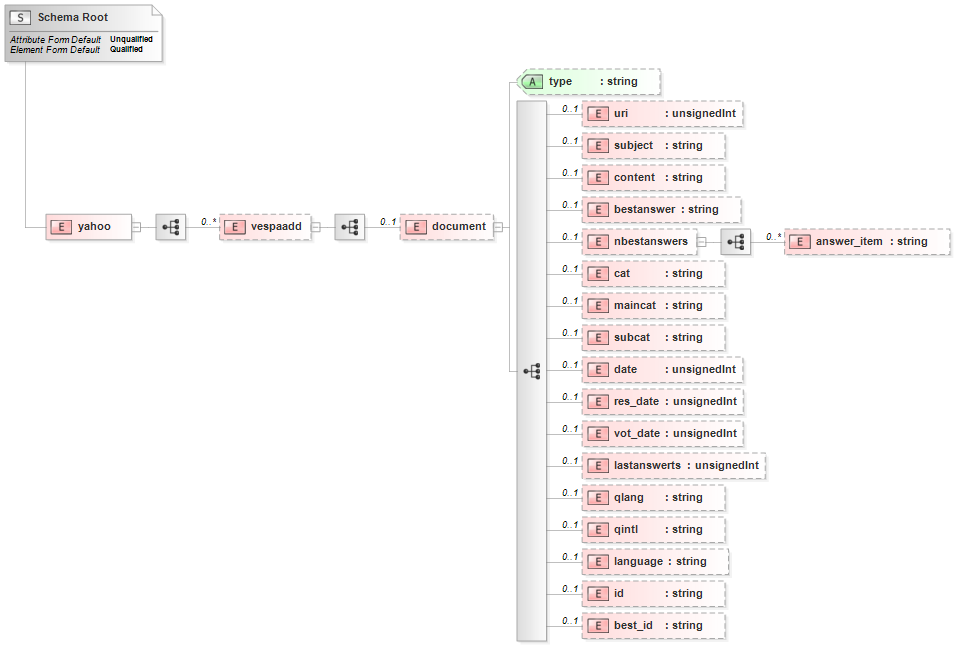 S Schema Root
Attribute Form Default Unqualified
Element Form Default Qualified
A type : string
0..1 E uri : unsignedInt
0..1 E subject : string
0..1 E content : string
0..1 E bestanswer : string
E yahoo 0..* E vespaadd 0..1 E document
0..1 E nbestanswers 0..* E answer_item : string
0..1 E cat : string
0..1 E maincat : string
0..1 E subcat : string
0..1 E date : unsignedInt
0..1 E res_date : unsignedInt
0..1 E vot_date : unsignedInt
0..1 E lastanswerts : unsignedInt
0..1 E qlang : string
0..1 E qintl : string
0..1 E language : string
0..1 E id : string
0..1 E best_id : string